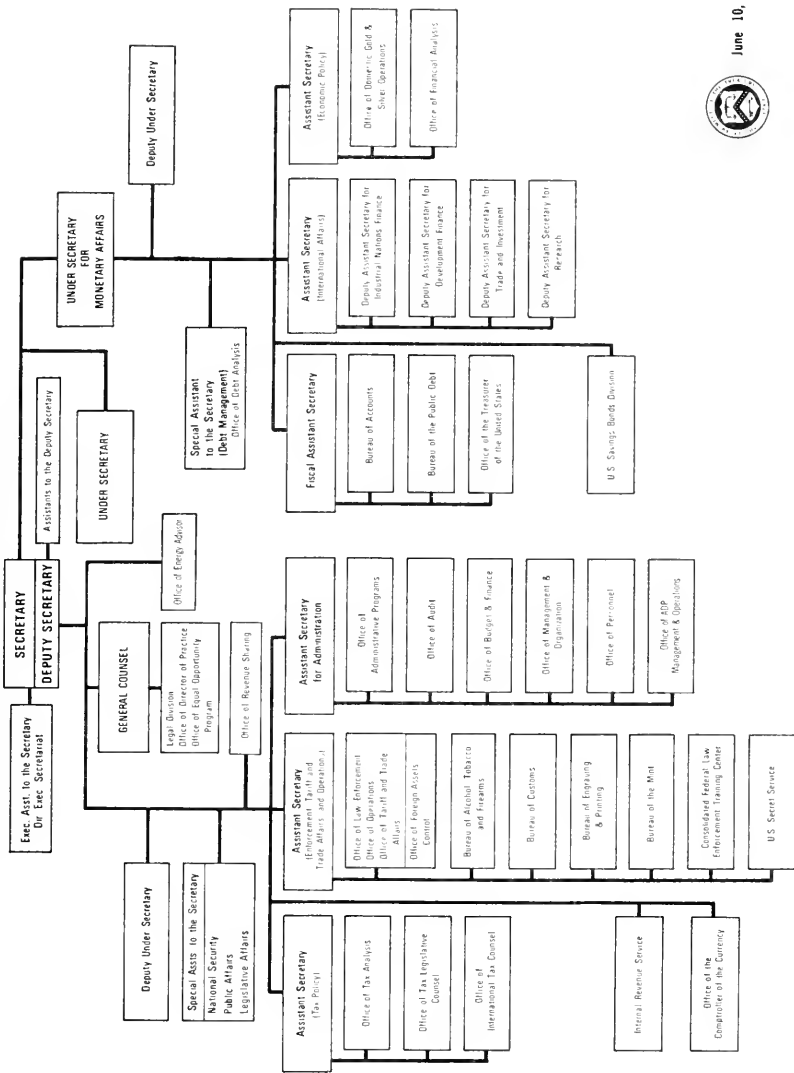 SECRETARY
DEPUTY SECRETARY
Exec. Asst. to the Secretary
Dir. Exec. Secretariat
Assistants to the Deputy Secretary
UNDER SECRETARY
UNDER SECRETARY
FOR
MONETARY AFFAIRS
Deputy Under Secretary
GENERAL COUNSEL
Legal Division
Office of Director of Practice
Office of Equal Opportunity
Program
Office of Energy Advisor
Office of Revenue Sharing
Deputy Under Secretary
Special Assts to the Secretary
National Security
Public Affairs
Legislative Affairs
Special Assistant
to the Secretary
(Debt Management)
Office of Debt Analysis
Assistant Secretary
(Tax Policy)
Office of Tax Analysis
Office of Tax Legislative
Counsel
Office of
International Tax Counsel
Internal Revenue Service
Office of the
Comptroller of the Currency
Assistant Secretary
(Enforcement Tariff and
Trade Affairs and Operations)
Office of Law Enforcement
Office of Operations
Office of Tariff and Trade
Affairs
Office of Foreign Assets
Control
Bureau of Alcohol Tobacco
and Firearms
Bureau of Customs
Bureau of Engraving
& Printing
Bureau of the Mint
Consolidated Federal Law
Enforcement Training Center
U.S. Secret Service
Assistant Secretary
for Administration
Office of
Administrative Programs
Office of Audit
Office of Budget & Finance
Office of Management &
Organization
Office of Personnel
Office of ADP
Management & Operations
Fiscal Assistant Secretary
Bureau of Accounts
Bureau of the Public Debt
Office of the Treasurer
of the United States
U.S. Savings Bonds Division
Assistant Secretary
(International Affairs)
Deputy Assistant Secretary for
Industrial Nations Finance
Deputy Assistant Secretary for
Development Finance
Deputy Assistant Secretary for
Trade and Investment
Deputy Assistant Secretary for
Research
Assistant Secretary
(Economic Policy)
Office of Domestic Gold &
Silver Operations
Office of Financial Analysis
June 10,